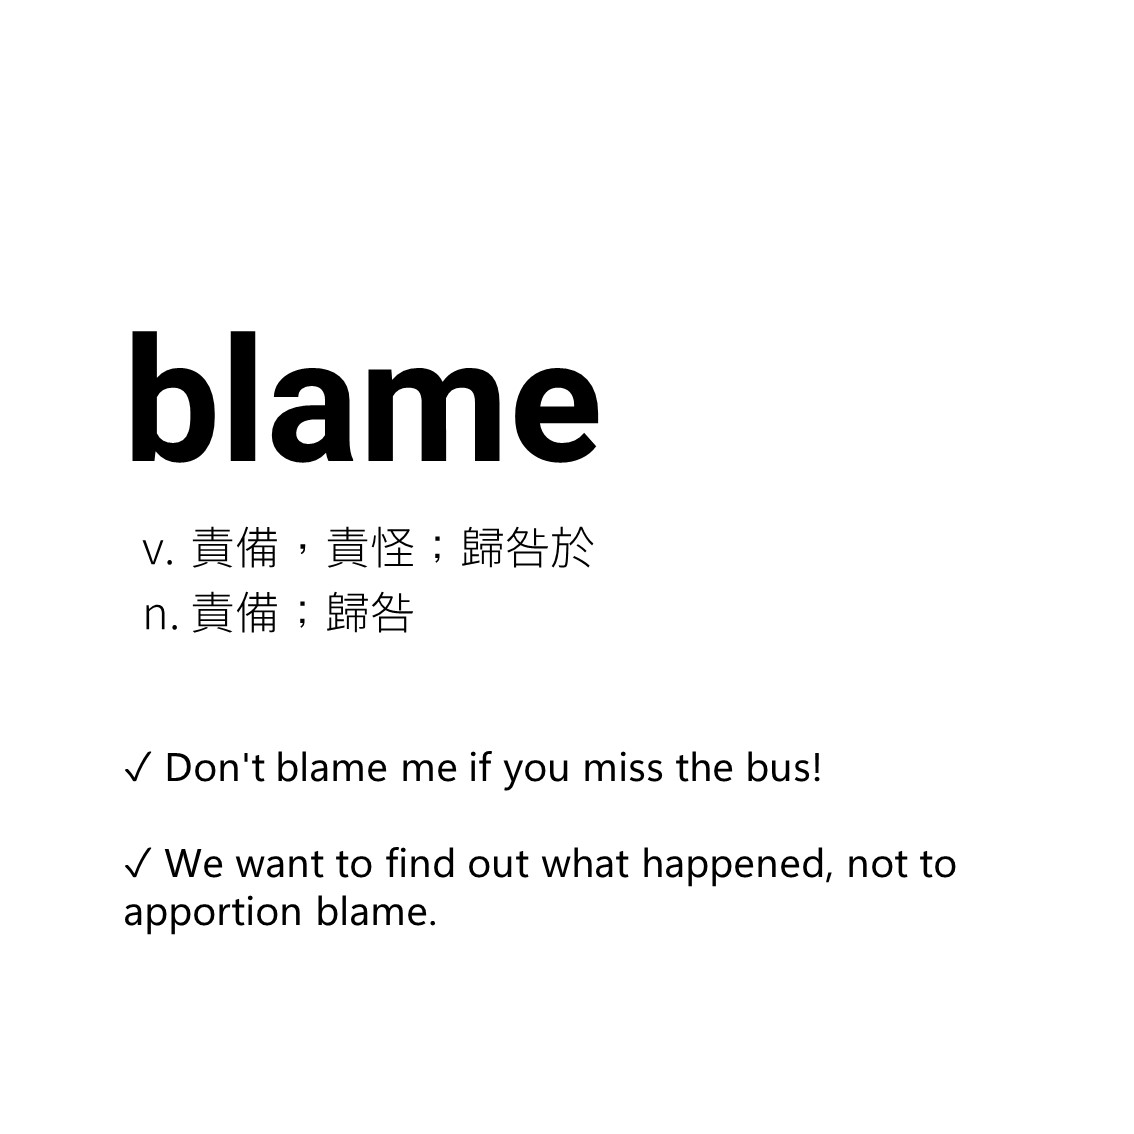 blame
v. 責備，責怪；歸咎於
n. 責備；歸咎
✓ Don't blame me if you miss the bus!
✓ We want to find out what happened, not to
apportion blame.